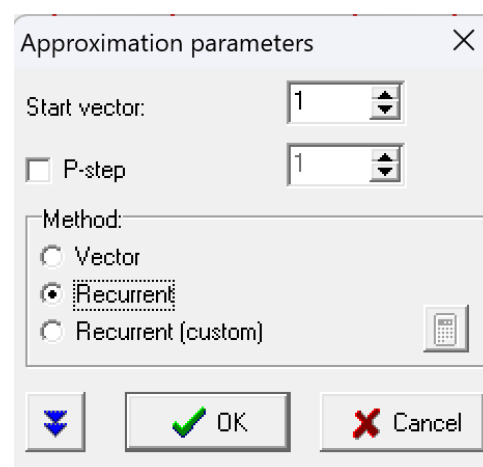 Approximation parameters
Start vector: 1
P-step 1
Method:
Vector
Recurrent
Recurrent (custom)
OK Cancel